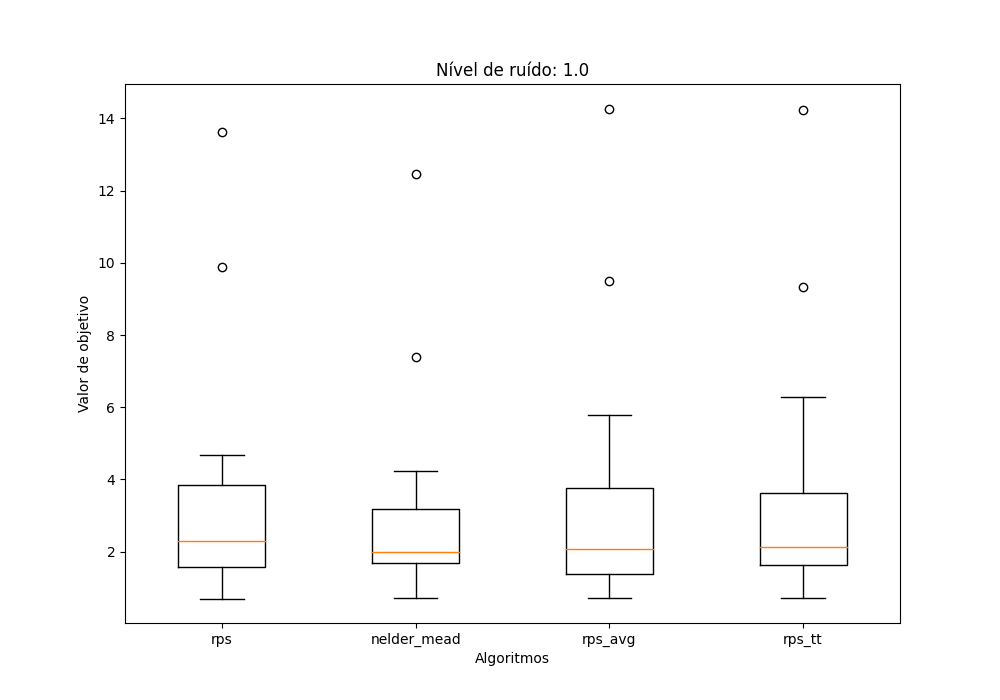 Nível de ruído: 1.0
14
12
10
8
6
4
2
Valor de objetivo
rps nelder_mead rps_avg rps_tt
Algoritmos